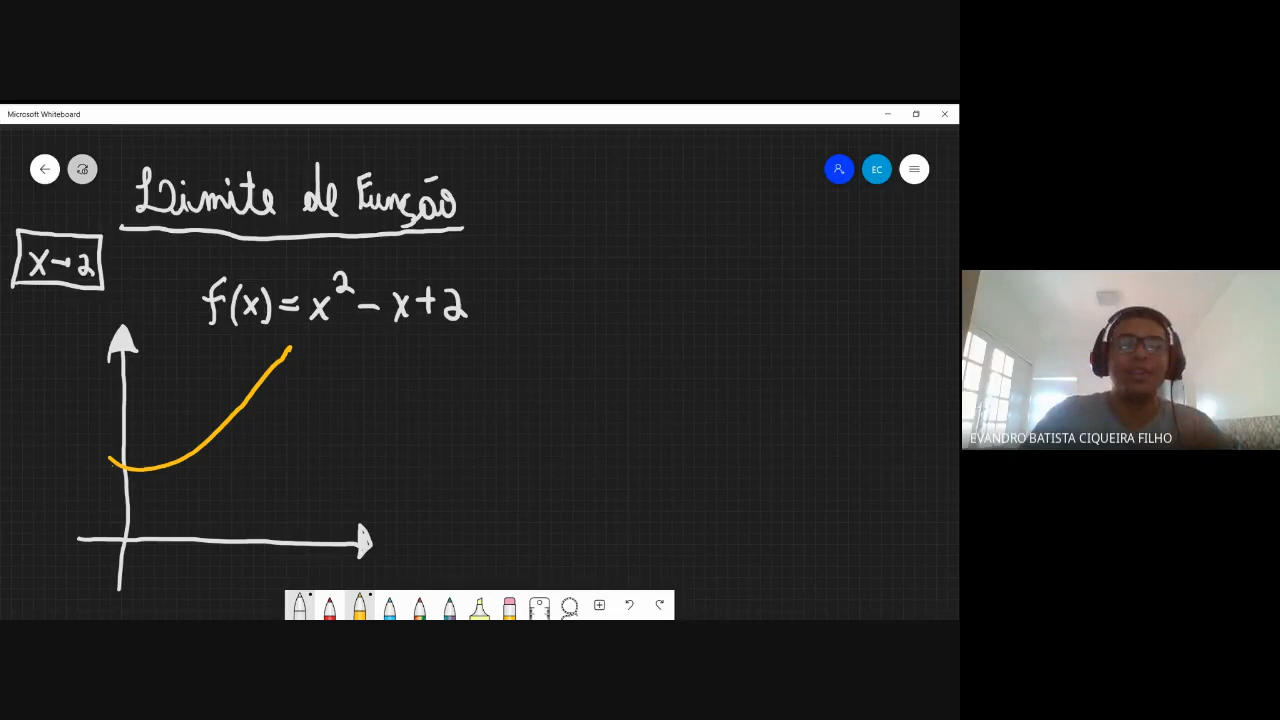 Microsoft Whiteboard
EC
Limite de Função
x→2
f(x) = x² - x + 2
EVANDRO BATISTA CIQUEIRA FILHO